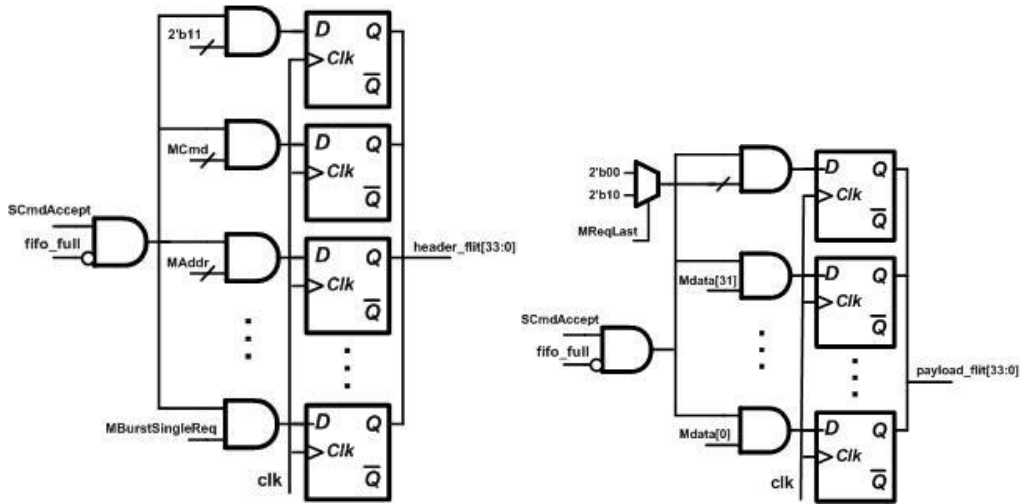 2'b11
D Q
Clk
Q
MCmd
D Q
Clk
Q
SCmdAccept
fifo_full
MAddr
D Q
Clk
Q
header_flit[33:0]
MBurstSingleReq
D Q
Clk
Q
clk
2'b00
2'b10
MReqLast
D Q
Clk
Q
Mdata[31]
D Q
Clk
Q
SCmdAccept
fifo_full
payload_flit[33:0]
Mdata[0]
D Q
Clk
Q
clk